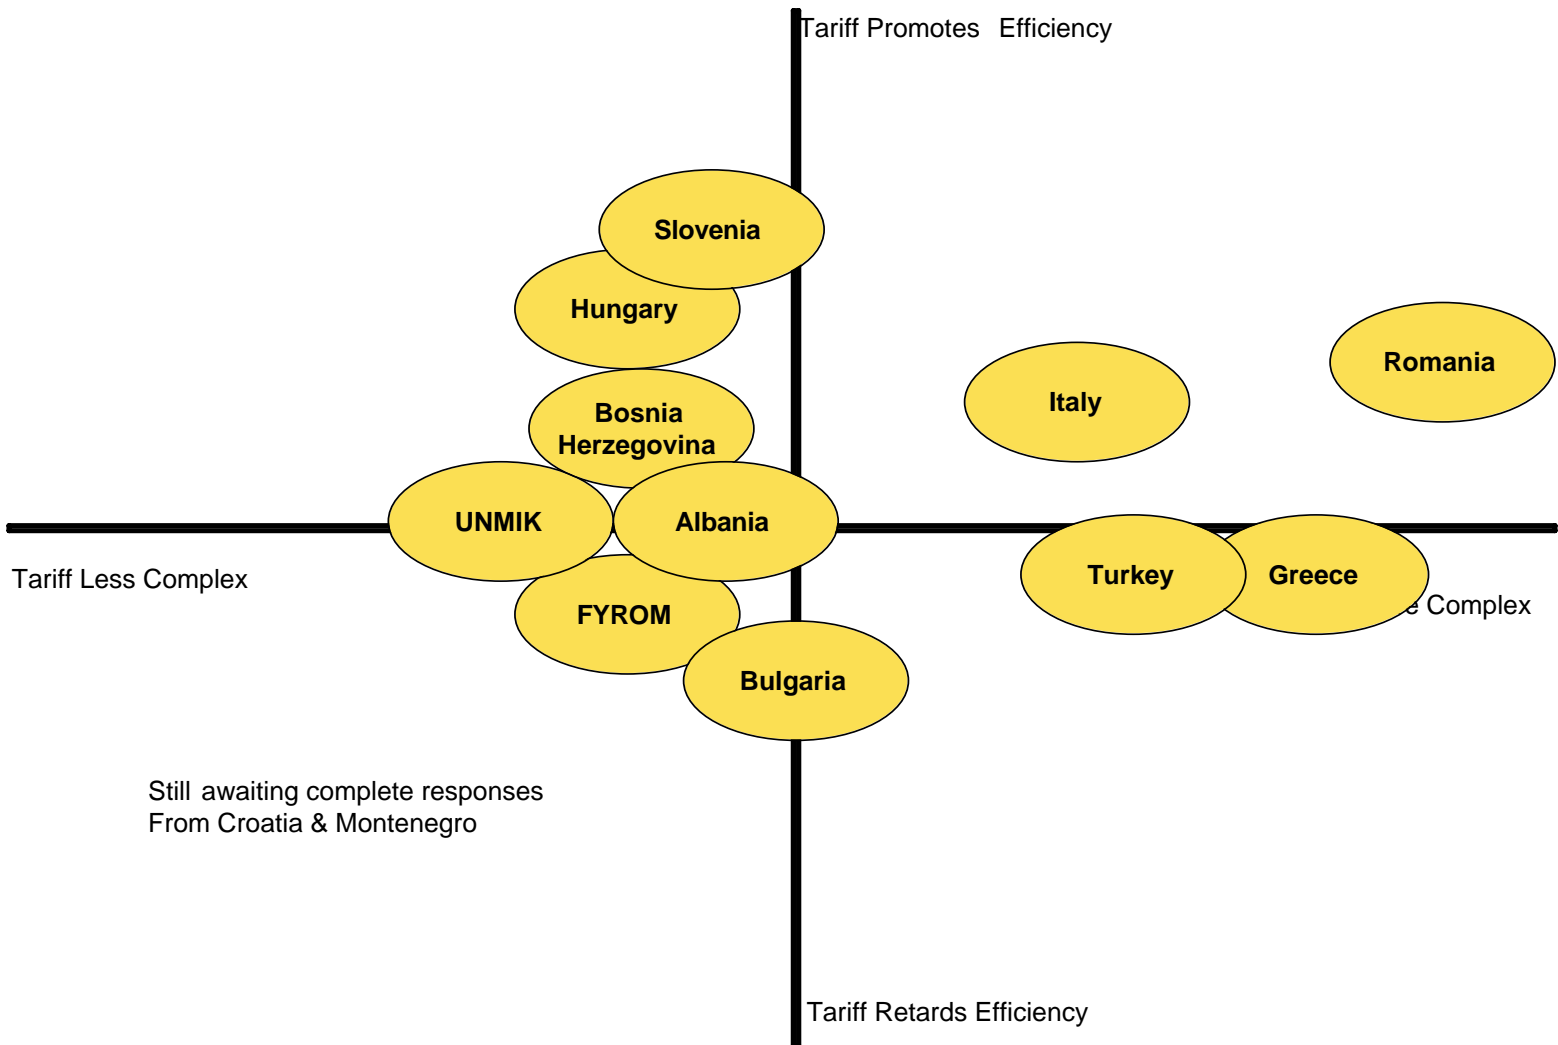 Tariff Promotes Efficiency
Slovenia
Hungary
Romania
Italy
Bosnia
Herzegovina
UNMIK
Albania
Tariff Less Complex
Turkey
Greece
Complex
FYROM
Bulgaria
Still awaiting complete responses
From Croatia & Montenegro
Tariff Retards Efficiency